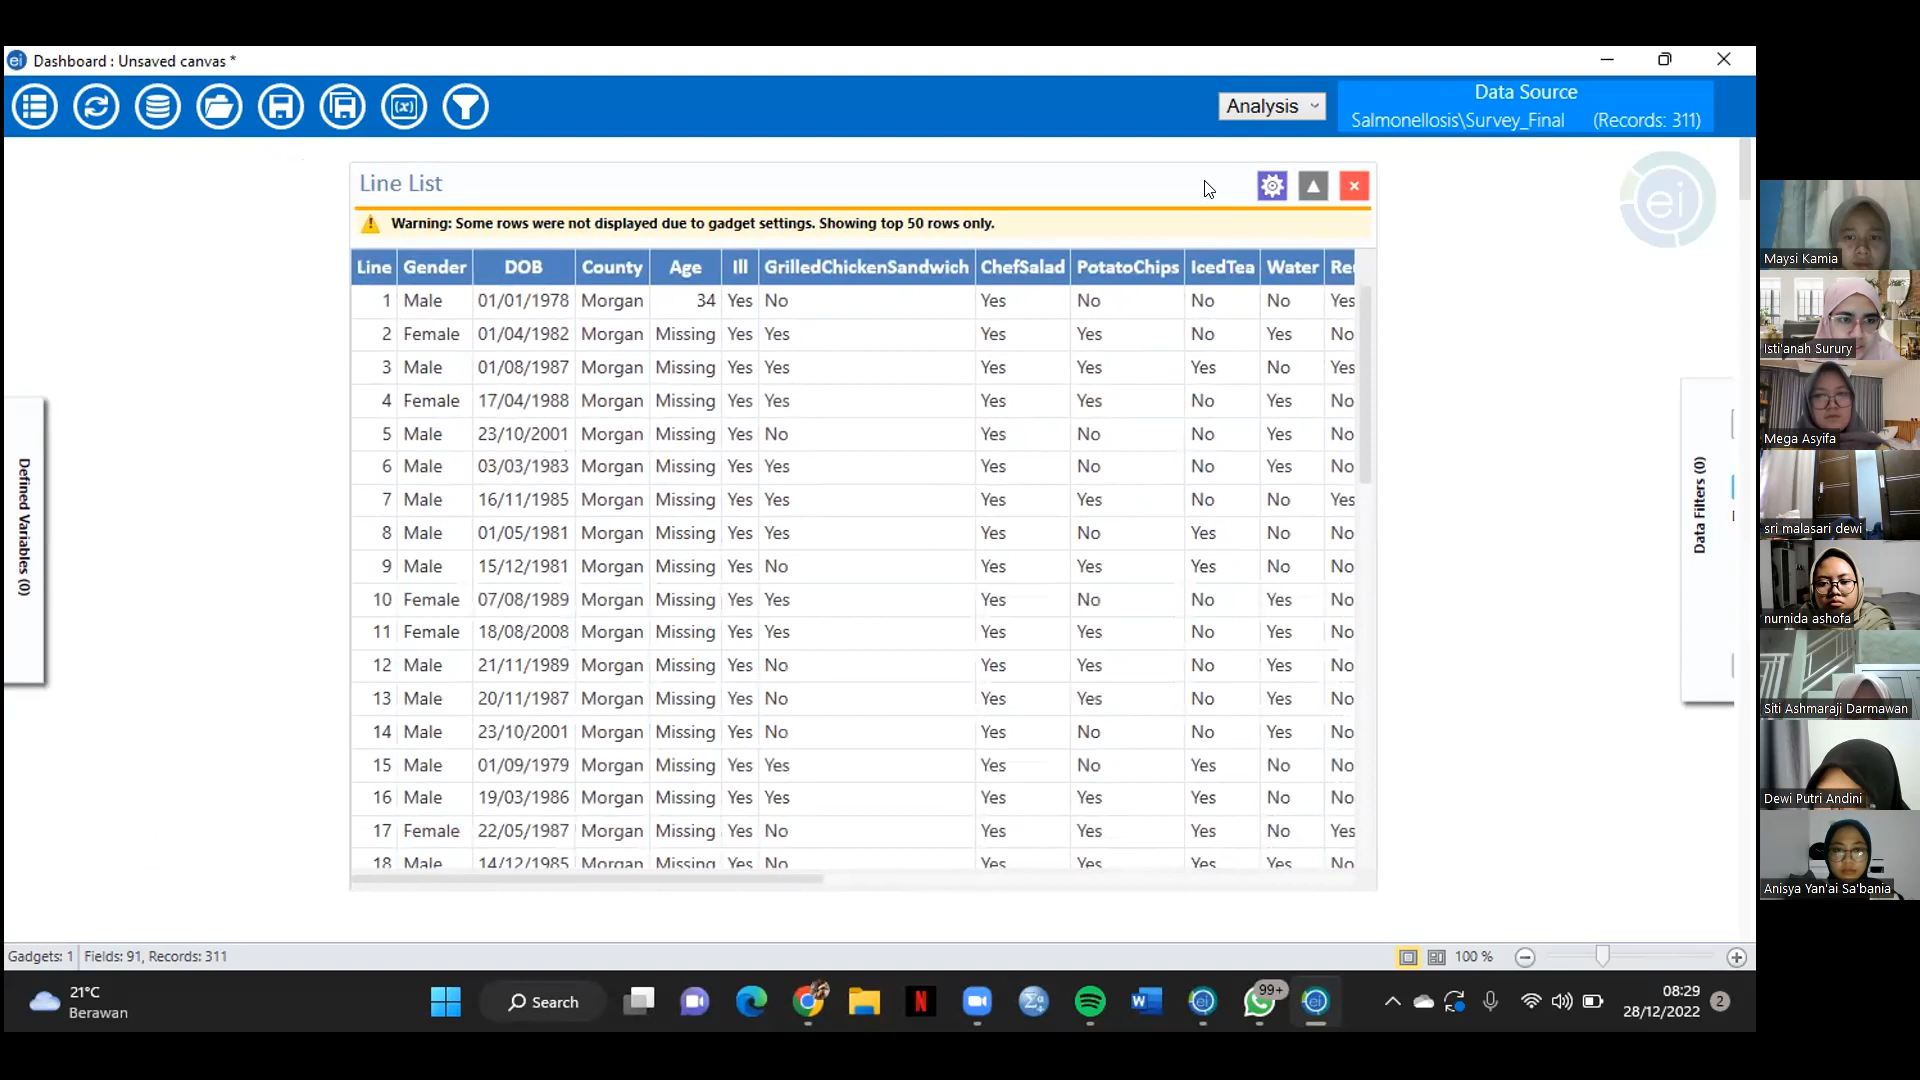 Dashboard : Unsaved canvas *
Analysis
Data Source
Salmonellosis\Survey_Final (Records: 311)
Line List
Warning: Some rows were not displayed due to gadget settings. Showing top 50 rows only.
Line Gender DOB County Age Ill GrilledChickenSandwich ChefSalad PotatoChips IcedTea Water
1 Male 01/01/1978 Morgan 34 Yes No Yes No No No Yes
2 Female 01/04/1982 Morgan Missing Yes Yes Yes Yes No Yes No
3 Male 01/08/1987 Morgan Missing Yes Yes Yes Yes Yes No Yes
4 Female 17/04/1988 Morgan Missing Yes Yes Yes Yes No Yes No
5 Male 23/10/2001 Morgan Missing Yes No Yes No No Yes No
6 Male 03/03/1983 Morgan Missing Yes Yes Yes No No Yes No
7 Male 16/11/1985 Morgan Missing Yes Yes Yes Yes No No Yes
8 Male 01/05/1981 Morgan Missing Yes Yes Yes No Yes No No
9 Male 15/12/1981 Morgan Missing Yes No Yes Yes Yes No No
10 Female 07/08/1989 Morgan Missing Yes Yes Yes No No Yes No
11 Female 18/08/2008 Morgan Missing Yes Yes Yes Yes No Yes No
12 Male 21/11/1989 Morgan Missing Yes No Yes Yes No Yes No
13 Male 20/11/1987 Morgan Missing Yes No Yes Yes No Yes No
14 Male 23/10/2001 Morgan Missing Yes No Yes No No Yes No
15 Male 01/09/1979 Morgan Missing Yes Yes Yes No Yes No No
16 Male 19/03/1986 Morgan Missing Yes Yes Yes Yes Yes No No
17 Female 22/05/1987 Morgan Missing Yes No Yes Yes Yes No Yes
18 Male 14/12/1985 Morgan Missing Yes No Yes Yes Yes Yes No
Defined Variables (0)
Data Filters (0)
Gadgets: 1 Fields: 91, Records: 311
100 %
21°C
Berawan
Search
99+
08:29
28/12/2022
2
Maysi Kamia
Isti'anah Surury
Mega Asyifa
sri malasari dewi
nurnida ashofa
Siti Ashmaraji Darmawan
Dewi Putri Andini
Anisya Yan'ai Sa'bania